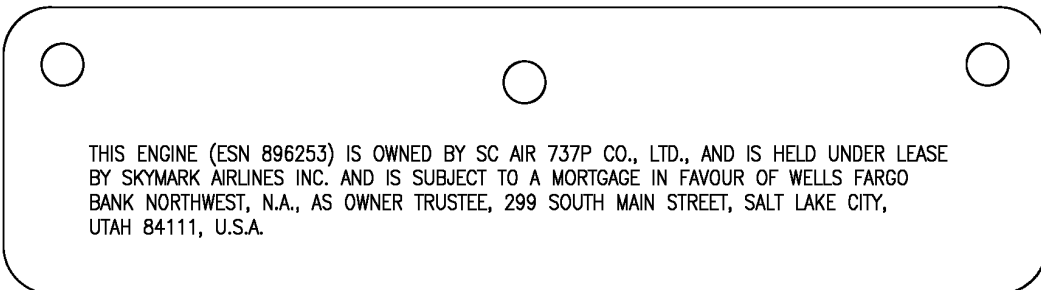 THIS ENGINE (ESN 896253) IS OWNED BY SC AIR 737P CO., LTD., AND IS HELD UNDER LEASE
BY SKYMARK AIRLINES INC. AND IS SUBJECT TO A MORTGAGE IN FAVOUR OF WELLS FARGO
BANK NORTHWEST, N.A., AS OWNER TRUSTEE, 299 SOUTH MAIN STREET, SALT LAKE CITY,
UTAH 84111, U.S.A.